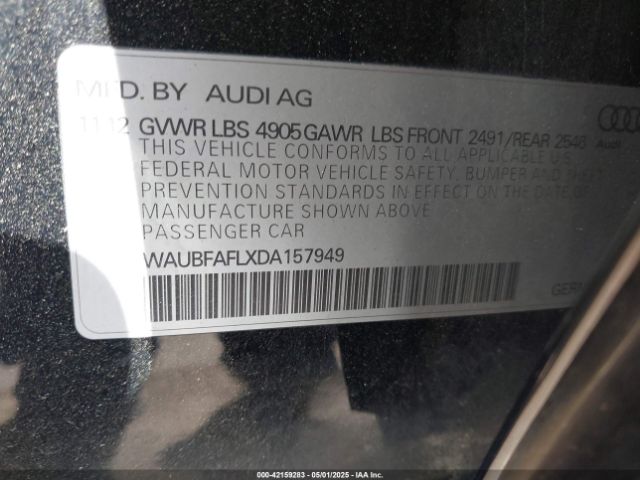 MFD. BY AUDI AG
11.12 GVWR LBS 4905 GAWR LBS FRONT 2491/REAR 2546
THIS VEHICLE CONFORMS TO ALL APPLICABLE U.S.
FEDERAL MOTOR VEHICLE SAFETY, BUMPER AND THEFT
PREVENTION STANDARDS IN EFFECT ON THE DATE OF
MANUFACTURE SHOWN ABOVE
PASSENGER CAR
WAUBFAFLXDA157949
Audi
00-42159283 - 05/01/2025 - IAA Inc.